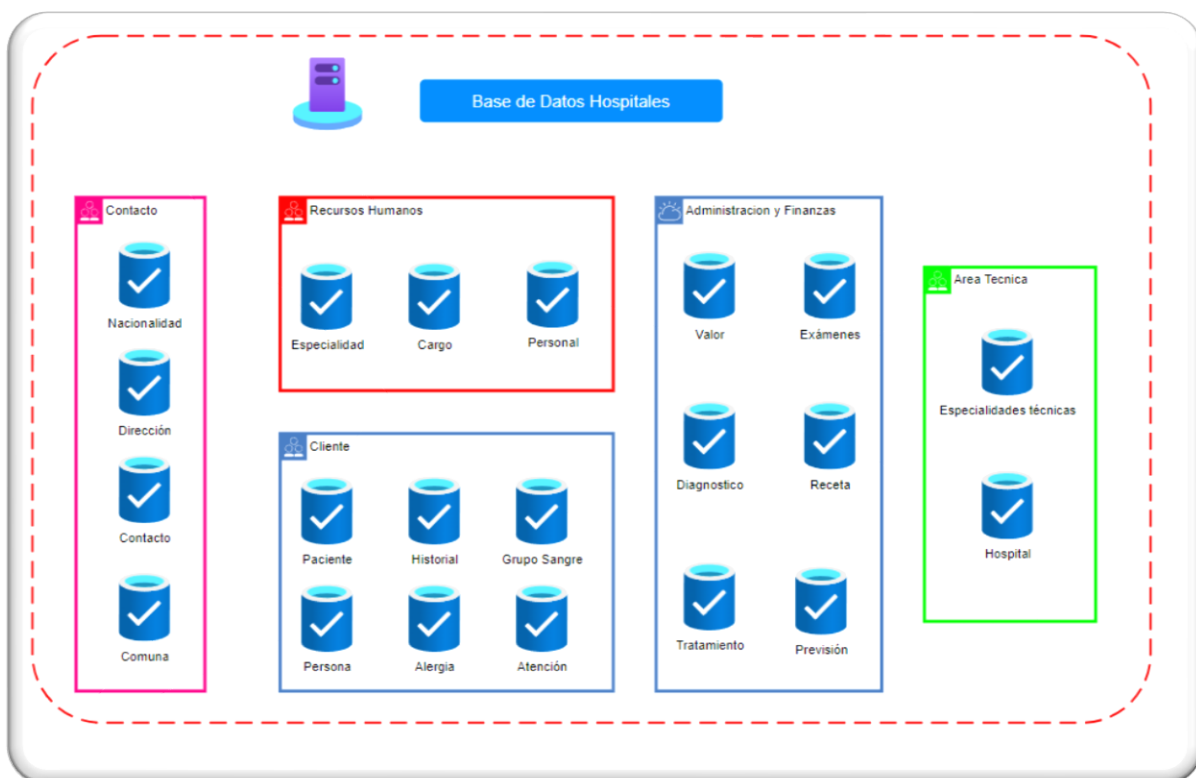 Base de Datos Hospitales
Contacto
Nacionalidad
Dirección
Contacto
Comuna
Recursos Humanos
Especialidad
Cargo
Personal
Cliente
Paciente
Historial
Grupo Sangre
Persona
Alergia
Atención
Administracion y Finanzas
Valor
Exámenes
Diagnostico
Receta
Tratamiento
Previsión
Area Tecnica
Especialidades técnicas
Hospital